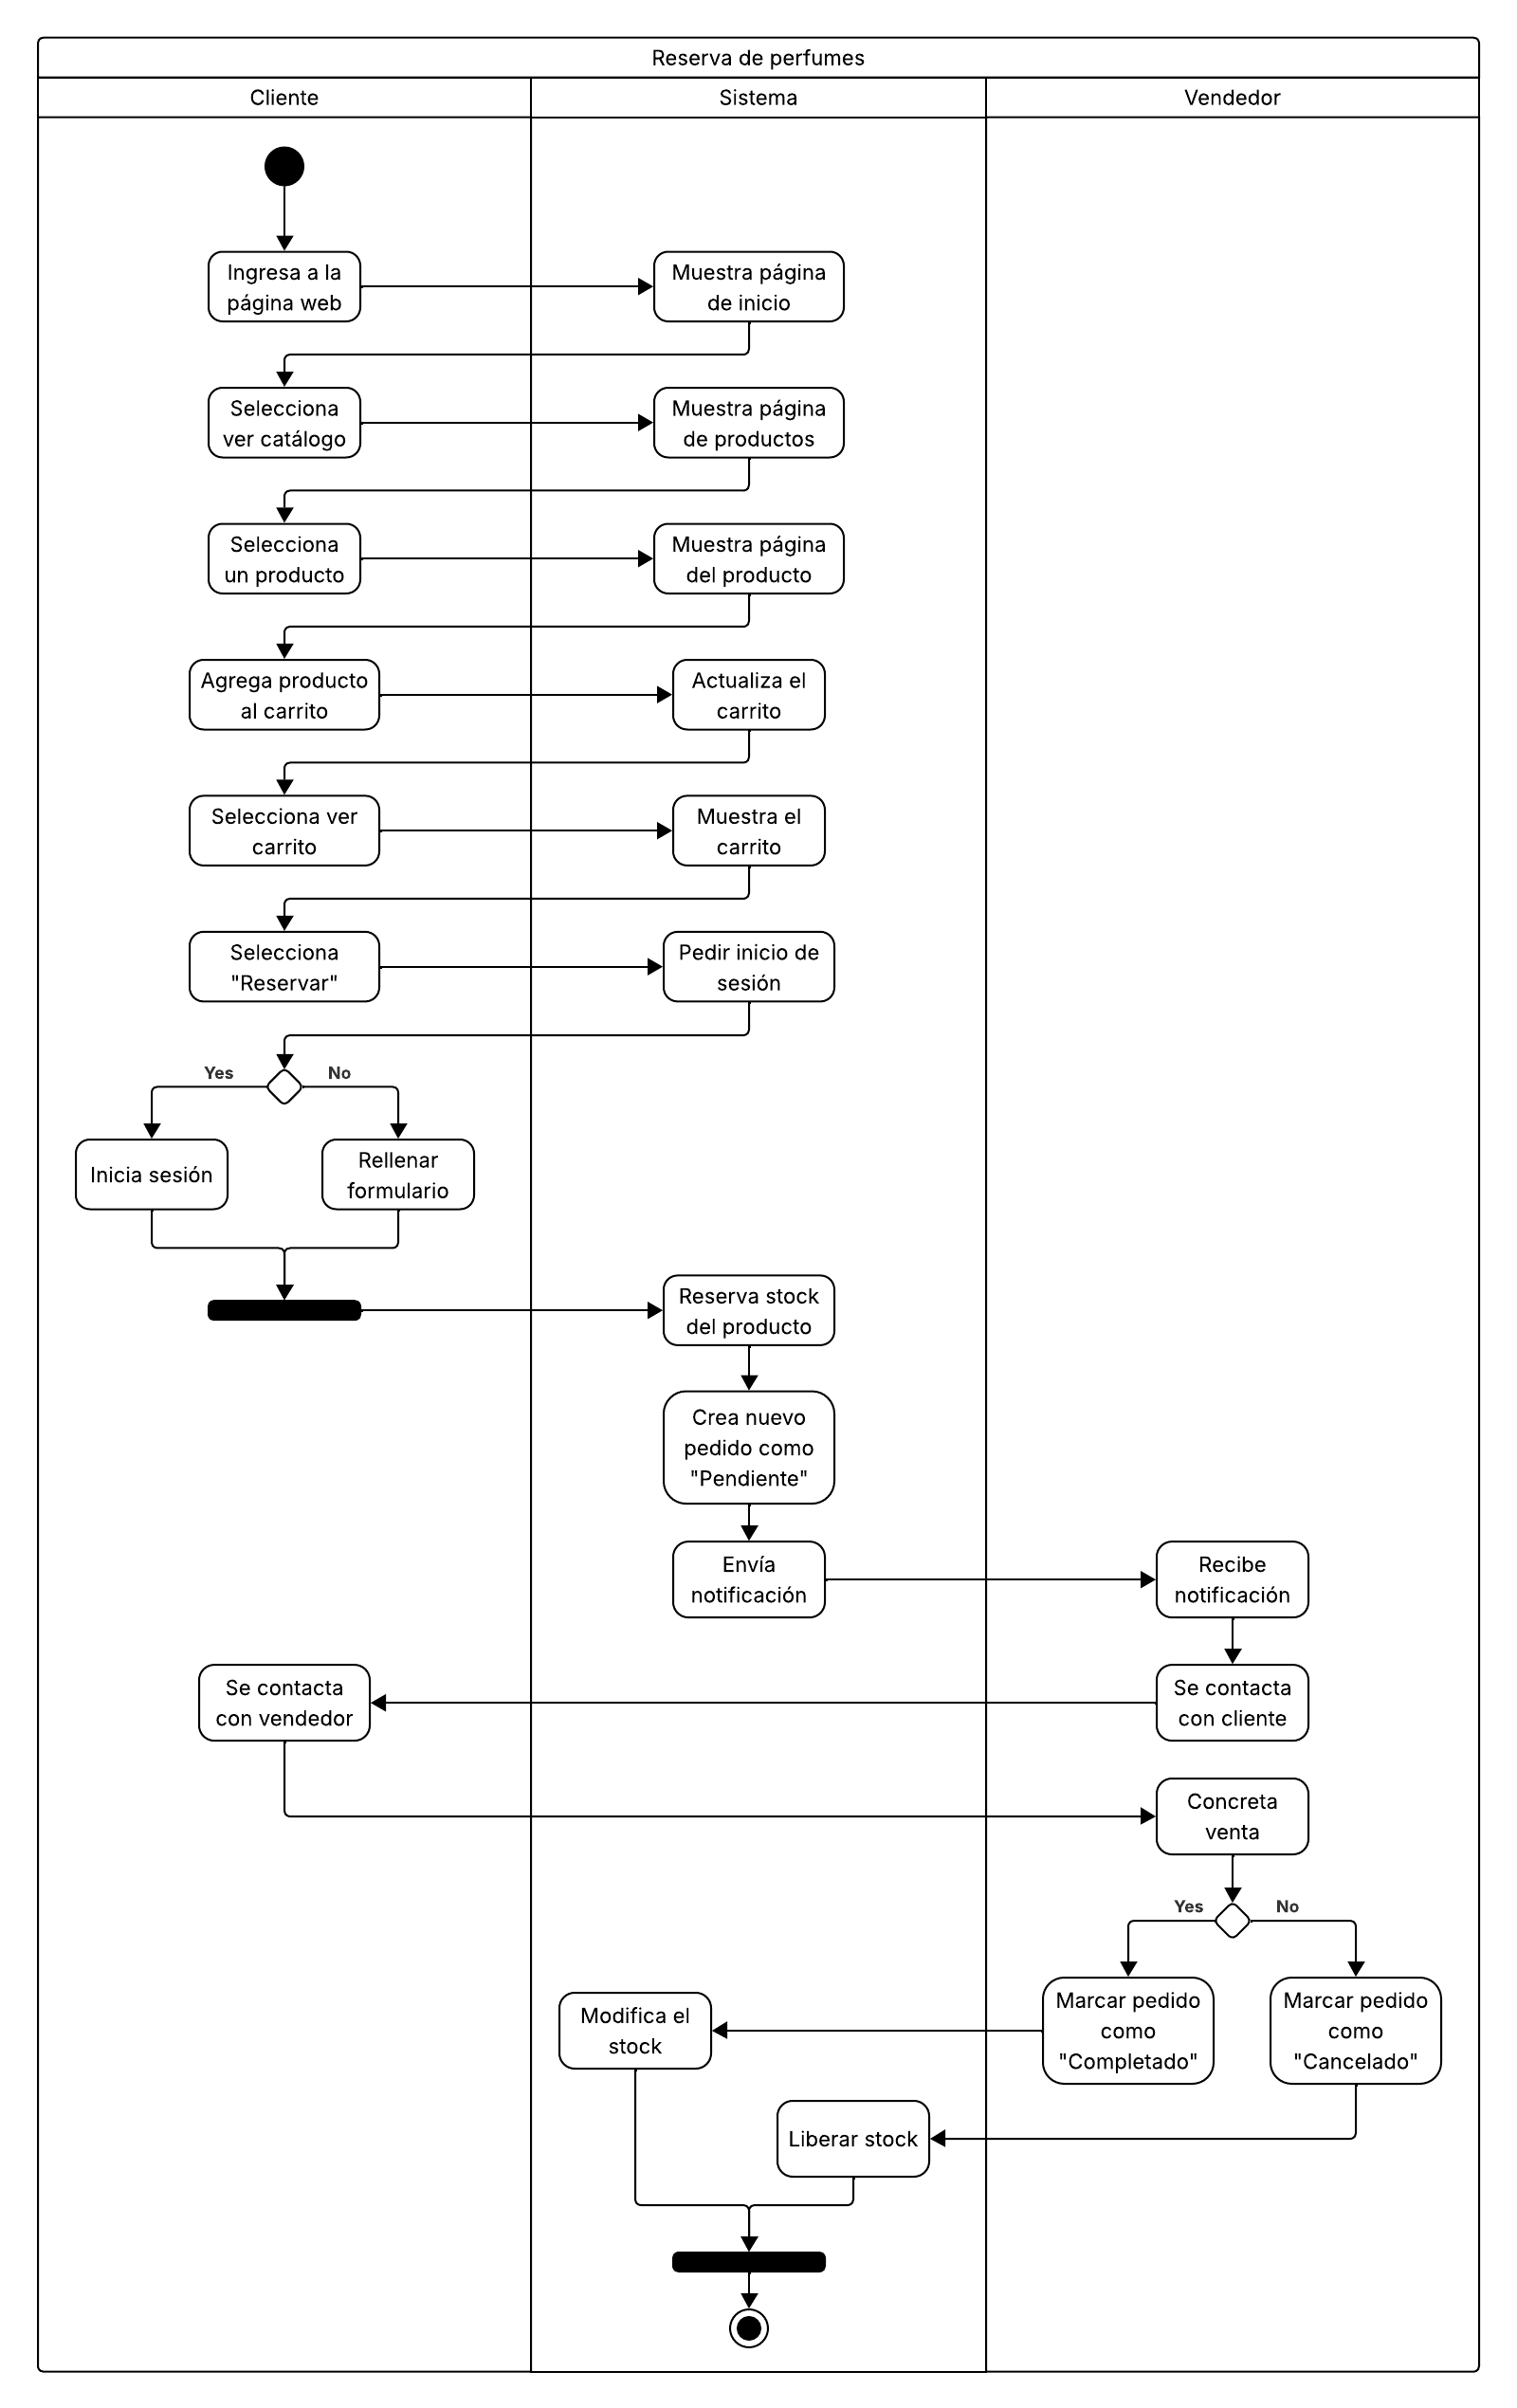 Reserva de perfumes
Cliente
Sistema
Vendedor
Ingresa a la
página web
Muestra página
de inicio
Selecciona
ver catálogo
Muestra página
de productos
Selecciona
un producto
Muestra página
del producto
Agrega producto
al carrito
Actualiza el
carrito
Selecciona ver
carrito
Muestra el
carrito
Selecciona
"Reservar"
Pedir inicio de
sesión
Yes
No
Inicia sesión
Rellenar
formulario
Reserva stock
del producto
Crea nuevo
pedido como
"Pendiente"
Envía
notificación
Recibe
notificación
Se contacta
con vendedor
Se contacta
con cliente
Concreta
venta
Yes
No
Modifica el
stock
Marcar pedido
como
"Completado"
Marcar pedido
como
"Cancelado"
Liberar stock